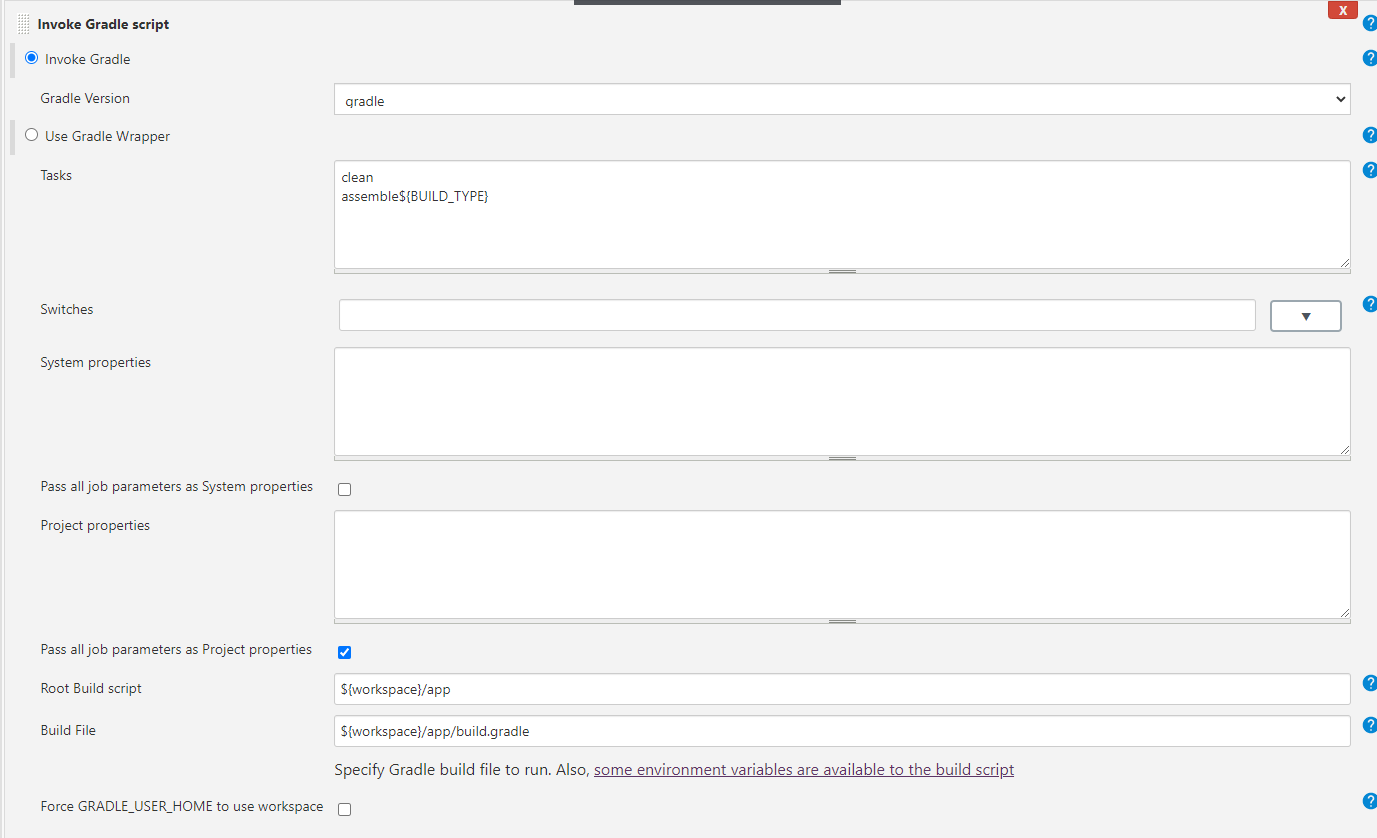 X
Invoke Gradle script
?
Invoke Gradle
?
Gradle Version
gradle
Use Gradle Wrapper
?
Tasks
clean
assemble${BUILD_TYPE}
?
Switches
?
System properties
Pass all job parameters as System properties
Project properties
Pass all job parameters as Project properties
Root Build script
${workspace}/app
?
Build File
${workspace}/app/build.gradle
?
Specify Gradle build file to run. Also, some environment variables are available to the build script
Force GRADLE_USER_HOME to use workspace
?